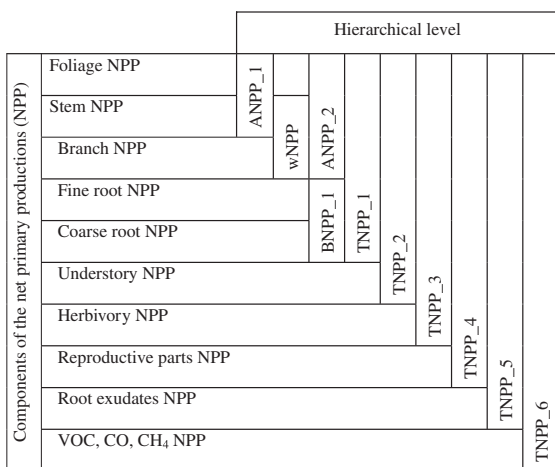 Hierarchical level
Components of the net primary productions (NPP)
Foliage NPP
Stem NPP
Branch NPP
Fine root NPP
Coarse root NPP
Understory NPP
Herbivory NPP
Reproductive parts NPP
Root exudates NPP
VOC, CO, CH₄ NPP
ANPP_1
wNPP
ANPP_2
BNPP_1
TNPP_1
TNPP_2
TNPP_3
TNPP_4
TNPP_5
TNPP_6